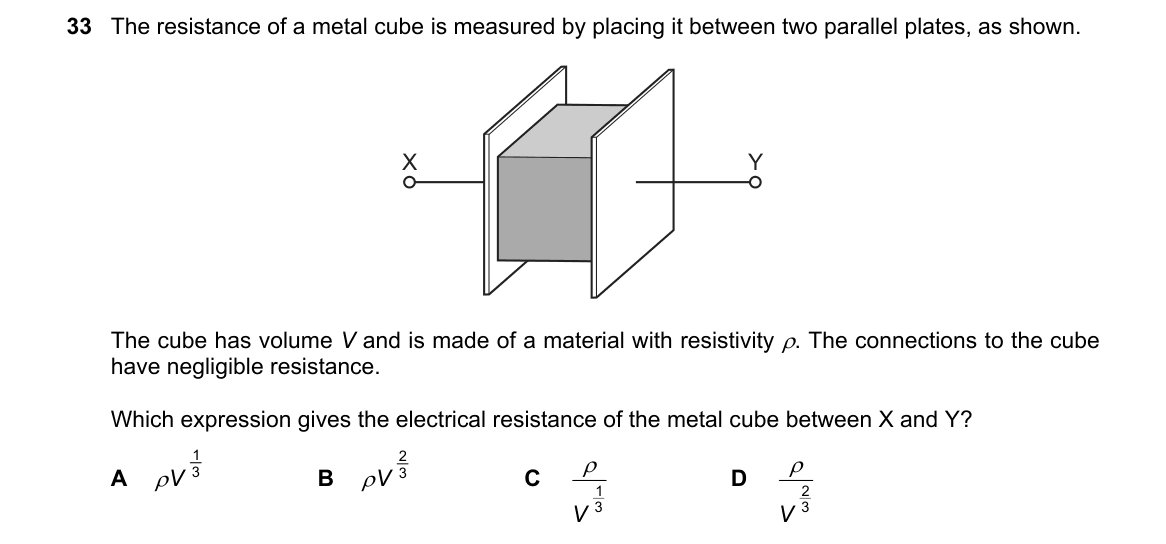 33 The resistance of a metal cube is measured by placing it between two parallel plates, as shown.
X
Y
The cube has volume V and is made of a material with resistivity ρ. The connections to the cube
have negligible resistance.
Which expression gives the electrical resistance of the metal cube between X and Y?
A ρV^(1/3) B ρV^(2/3) C ρ/V^(1/3) D ρ/V^(2/3)